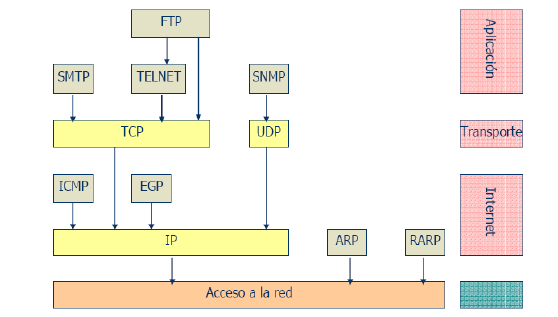 FTP
Aplicación
SMTP
TELNET
SNMP
TCP
UDP
Transporte
ICMP
EGP
Internet
IP
ARP
RARP
Acceso a la red